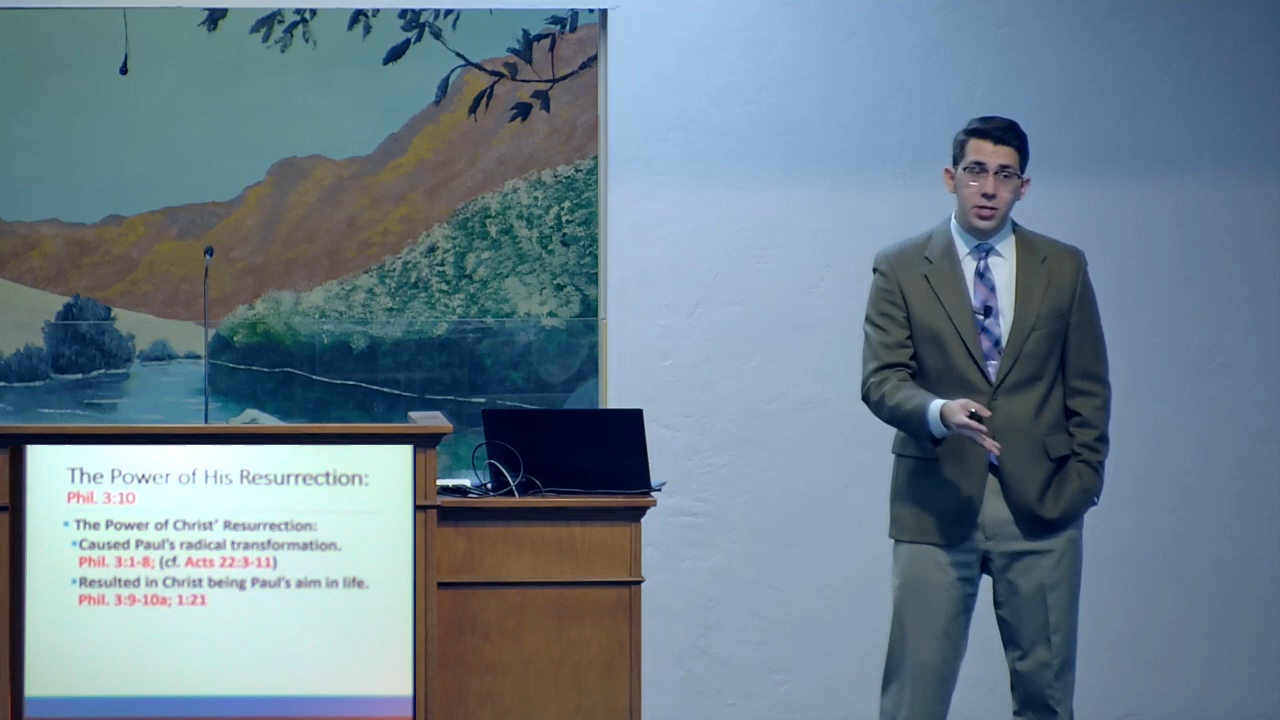 The Power of His Resurrection:
Phil. 3:10
The Power of Christ' Resurrection:
Caused Paul's radical transformation.
Phil. 3:1-8; (cf. Acts 22:3-11)
Resulted in Christ being Paul's aim in life.
Phil. 3:9-10a; 1:21